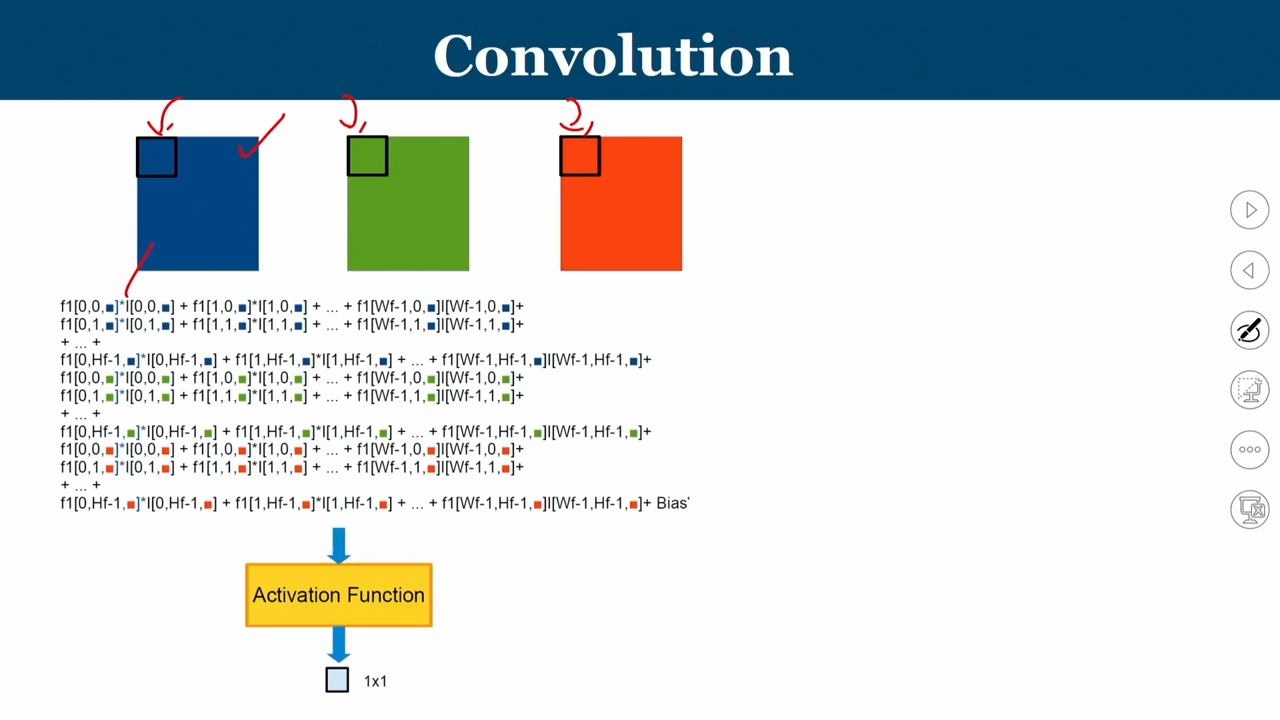 Convolution
f1[0,0,■]*I[0,0,■] + f1[1,0,■]*I[1,0,■] + ... + f1[Wf-1,0,■]I[Wf-1,0,■]+
f1[0,1,■]*I[0,1,■] + f1[1,1,■]*I[1,1,■] + ... + f1[Wf-1,1,■]I[Wf-1,1,■]+
+ ... +
f1[0,Hf-1,■]*I[0,Hf-1,■] + f1[1,Hf-1,■]*I[1,Hf-1,■] + ... + f1[Wf-1,Hf-1,■]I[Wf-1,Hf-1,■]+
f1[0,0,■]*I[0,0,■] + f1[1,0,■]*I[1,0,■] + ... + f1[Wf-1,0,■]I[Wf-1,0,■]+
f1[0,1,■]*I[0,1,■] + f1[1,1,■]*I[1,1,■] + ... + f1[Wf-1,1,■]I[Wf-1,1,■]+
+ ... +
f1[0,Hf-1,■]*I[0,Hf-1,■] + f1[1,Hf-1,■]*I[1,Hf-1,■] + ... + f1[Wf-1,Hf-1,■]I[Wf-1,Hf-1,■]+
f1[0,0,■]*I[0,0,■] + f1[1,0,■]*I[1,0,■] + ... + f1[Wf-1,0,■]I[Wf-1,0,■]+
f1[0,1,■]*I[0,1,■] + f1[1,1,■]*I[1,1,■] + ... + f1[Wf-1,1,■]I[Wf-1,1,■]+
+ ... +
f1[0,Hf-1,■]*I[0,Hf-1,■] + f1[1,Hf-1,■]*I[1,Hf-1,■] + ... + f1[Wf-1,Hf-1,■]I[Wf-1,Hf-1,■]+ Bias
Activation Function
1x1